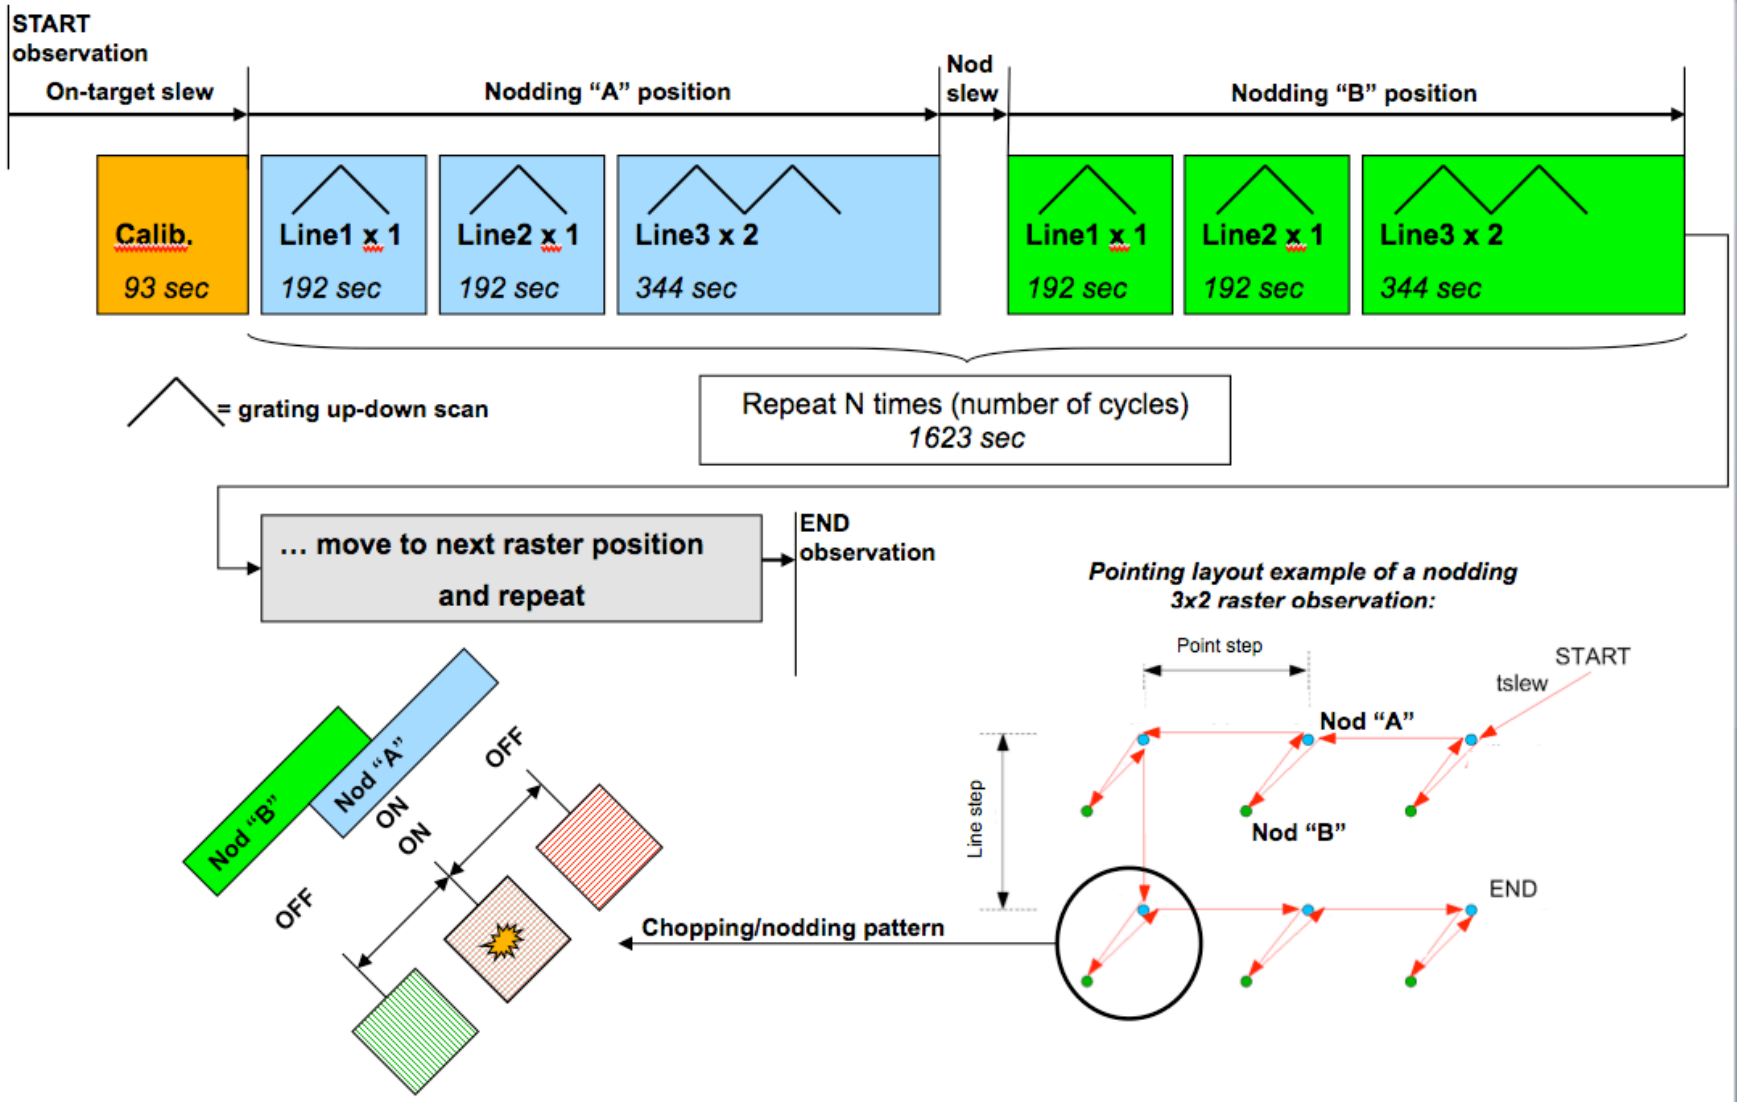 START
observation
On-target slew
Nodding “A” position
Nod
slew
Nodding “B” position
Calib.
93 sec
Line1 x 1
192 sec
Line2 x 1
192 sec
Line3 x 2
344 sec
Line1 x 1
192 sec
Line2 x 1
192 sec
Line3 x 2
344 sec
= grating up-down scan
Repeat N times (number of cycles)
1623 sec
… move to next raster position
and repeat
END
observation
Pointing layout example of a nodding
3x2 raster observation:
Point step
START
tslew
Nod “A”
Line step
Nod “B”
END
Nod “B”
Nod “A”
OFF
ON
ON
OFF
Chopping/nodding pattern